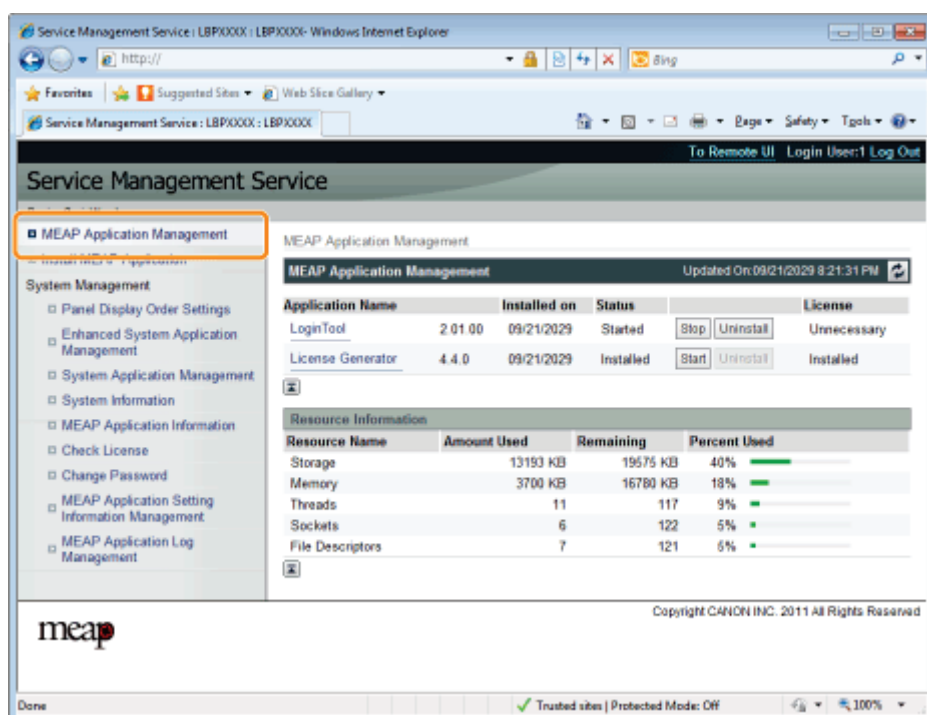 Service Management Service : LBPXXXX : LBPXXXX- Windows Internet Explorer
http://
Bing
Favorites Suggested Sites Web Slice Gallery
Service Management Service : LBPXXXX : LBPXXXX
Page Safety Tools
To Remote UI Login User:1 Log Out
Service Management Service
MEAP Application Management
Install MEAP Application
System Management
Panel Display Order Settings
Enhanced System Application
Management
System Application Management
System Information
MEAP Application Information
Check License
Change Password
MEAP Application Setting
Information Management
MEAP Application Log
Management
MEAP Application Management
MEAP Application Management Updated On:09/21/2029 8:21:31 PM
Application Name Installed on Status License
LoginTool 2.01.00 09/21/2029 Started Stop Uninstall Unnecessary
License Generator 4.4.0 09/21/2029 Installed Start Uninstall Installed
Resource Information
Resource Name Amount Used Remaining Percent Used
Storage 13193 KB 19575 KB 40%
Memory 3700 KB 16780 KB 18%
Threads 11 117 9%
Sockets 6 122 5%
File Descriptors 7 121 6%
Copyright CANON INC. 2011 All Rights Reserved
meap
Done Trusted sites | Protected Mode: Off 100%